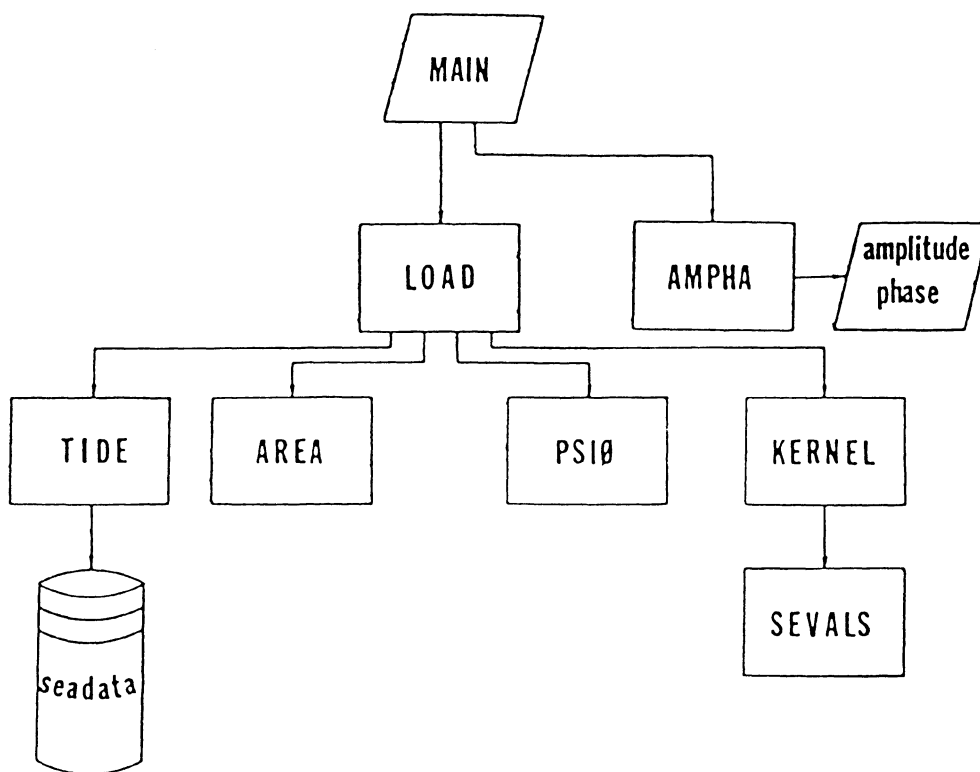 MAIN
LOAD
AMPHA
amplitude
phase
TIDE
AREA
PSIØ
KERNEL
seadata
SEVALS